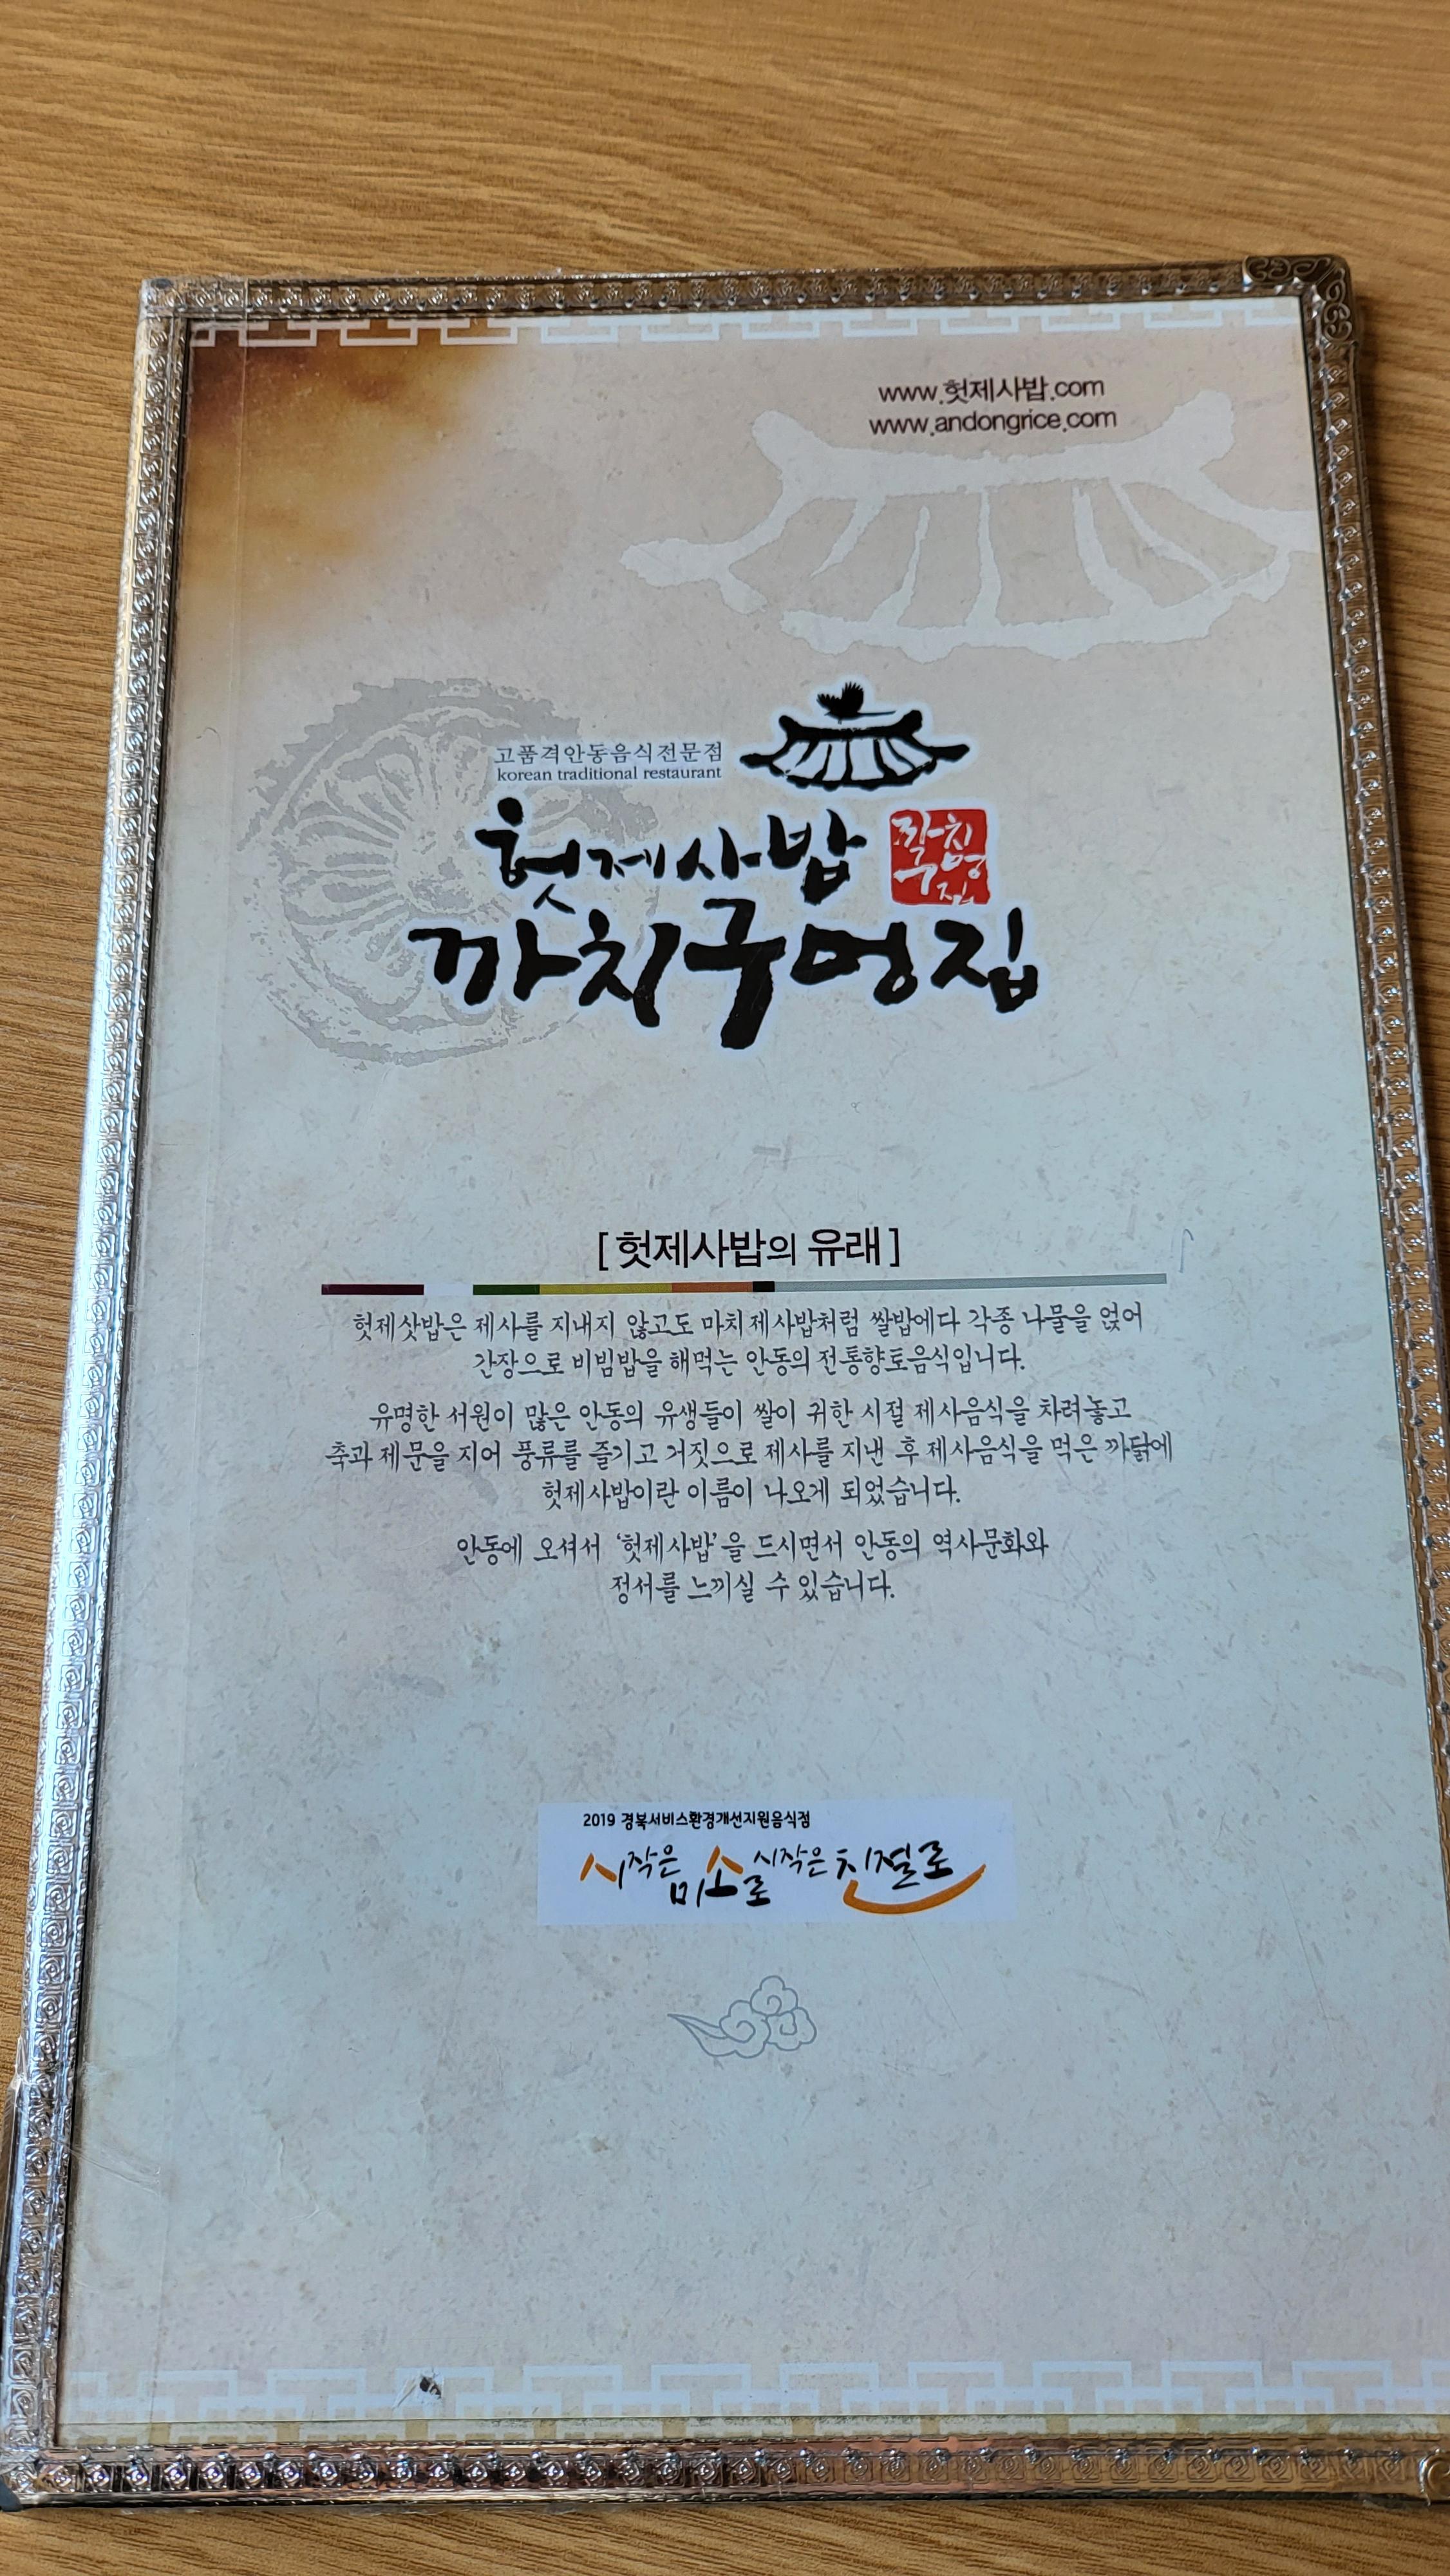 www.헛제사밥.com
www.andongrice.com
고품격안동음식전문점
korean traditional restaurant
헛제사밥
까치구멍집
[헛제사밥의 유래]
헛제삿밥은 제사를 지내지 않고도 마치 제사밥처럼 쌀밥에다 각종 나물을 얹어
간장으로 비빔밥을 해먹는 안동의 전통향토음식입니다.
유명한 서원이 많은 안동의 유생들이 쌀이 귀한 시절 제사음식을 차려놓고
축과 제문을 지어 풍류를 즐기고 거짓으로 제사를 지낸 후 제사음식을 먹은 까닭에
헛제사밥이란 이름이 나오게 되었습니다.
안동에 오셔서 '헛제사밥'을 드시면서 안동의 역사문화와
정서를 느끼실 수 있습니다.
2019 경북서비스환경개선지원음식점
시작은 미소로 시작은 친절로